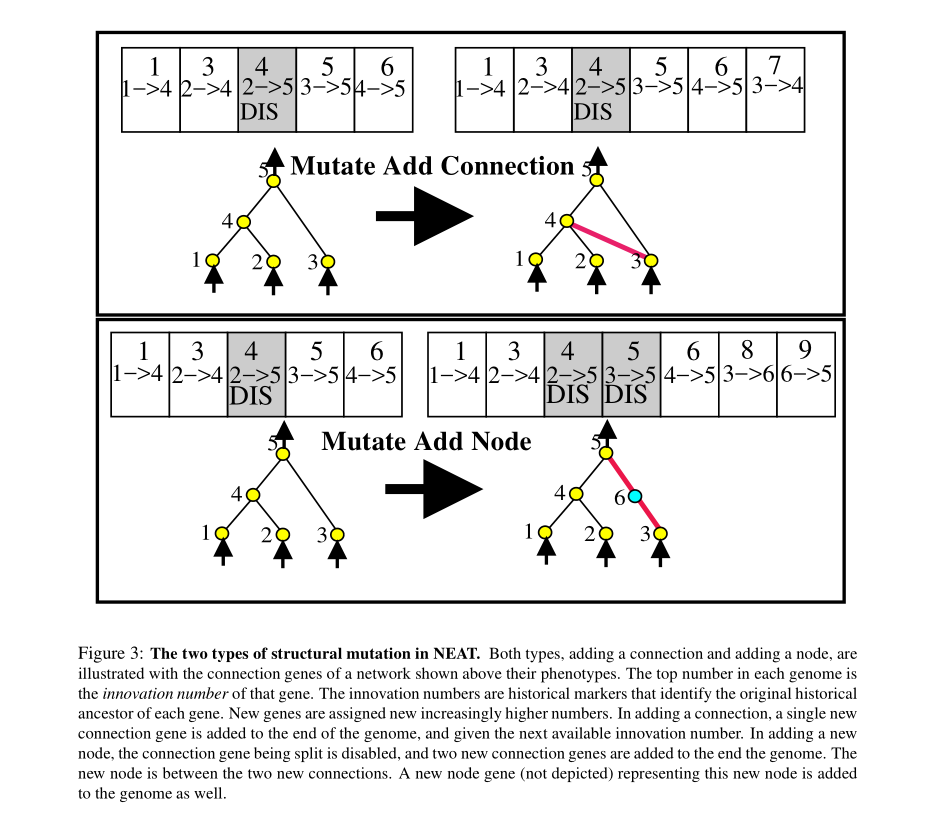 1 3 4 5 6
1->4 2->4 2->5 3->5 4->5
DIS
1 3 4 5 6 7
1->4 2->4 2->5 3->5 4->5 3->4
DIS
Mutate Add Connection
5
4
1 2 3
5
4
1 2 3
1 3 4 5 6
1->4 2->4 2->5 3->5 4->5
DIS
1 3 4 5 6 8 9
1->4 2->4 2->5 3->5 4->5 3->6 6->5
DIS DIS
Mutate Add Node
5
4
1 2 3
5
4 6
1 2 3
Figure 3: The two types of structural mutation in NEAT. Both types, adding a connection and adding a node, are
illustrated with the connection genes of a network shown above their phenotypes. The top number in each genome is
the innovation number of that gene. The innovation numbers are historical markers that identify the original historical
ancestor of each gene. New genes are assigned new increasingly higher numbers. In adding a connection, a single new
connection gene is added to the end of the genome, and given the next available innovation number. In adding a new
node, the connection gene being split is disabled, and two new connection genes are added to the end the genome. The
new node is between the two new connections. A new node gene (not depicted) representing this new node is added
to the genome as well.